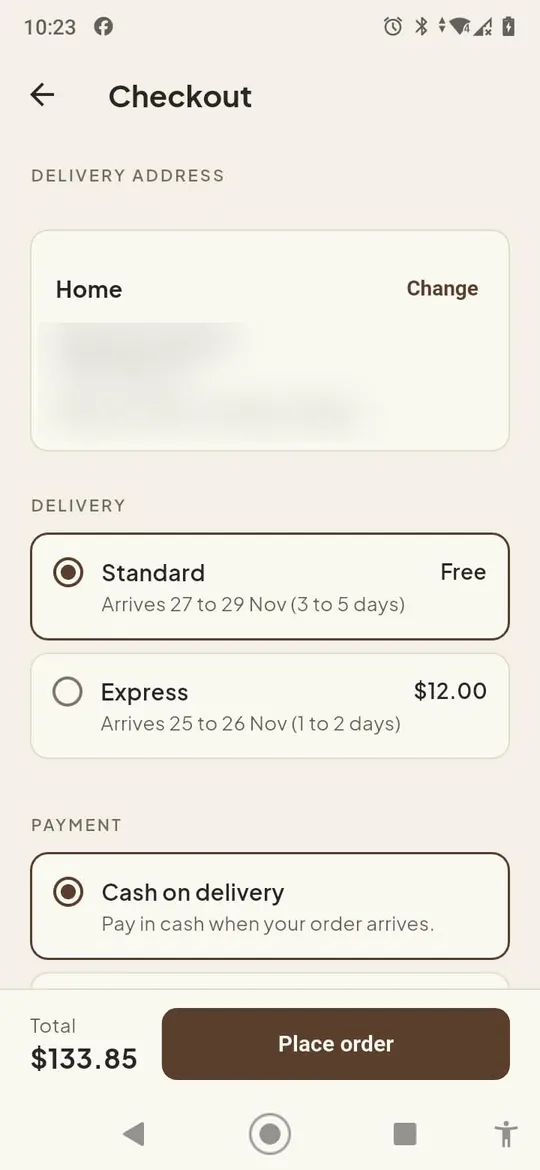 10:23
Checkout
DELIVERY ADDRESS
Home
Change
DELIVERY
Standard
Free
Arrives 27 to 29 Nov (3 to 5 days)
Express
$12.00
Arrives 25 to 26 Nov (1 to 2 days)
PAYMENT
Cash on delivery
Pay in cash when your order arrives.
Total
$133.85
Place order